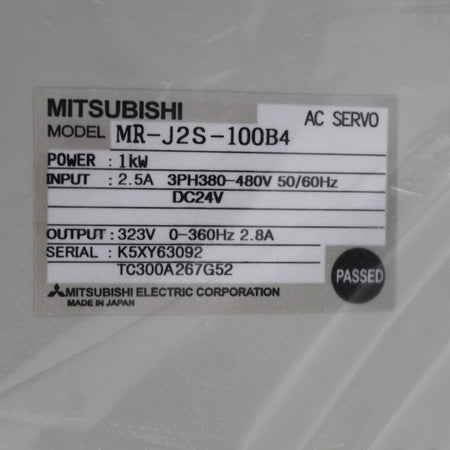 MITSUBISHI AC SERVO
MODEL MR-J2S-100B4
POWER : 1kW
INPUT : 2.5A 3PH380-480V 50/60Hz
DC24V
OUTPUT : 323V 0-360Hz 2.8A
SERIAL : K5XY63092
TC300A267G52
PASSED
MITSUBISHI ELECTRIC CORPORATION
MADE IN JAPAN